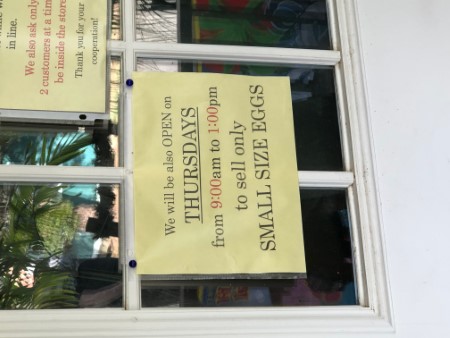 in line.
We also ask only
2 customers at a time
be inside the store
Thank you for your
cooperation!
We will be also OPEN on
THURSDAYS
from 9:00am to 1:00pm
to sell only
SMALL SIZE EGGS